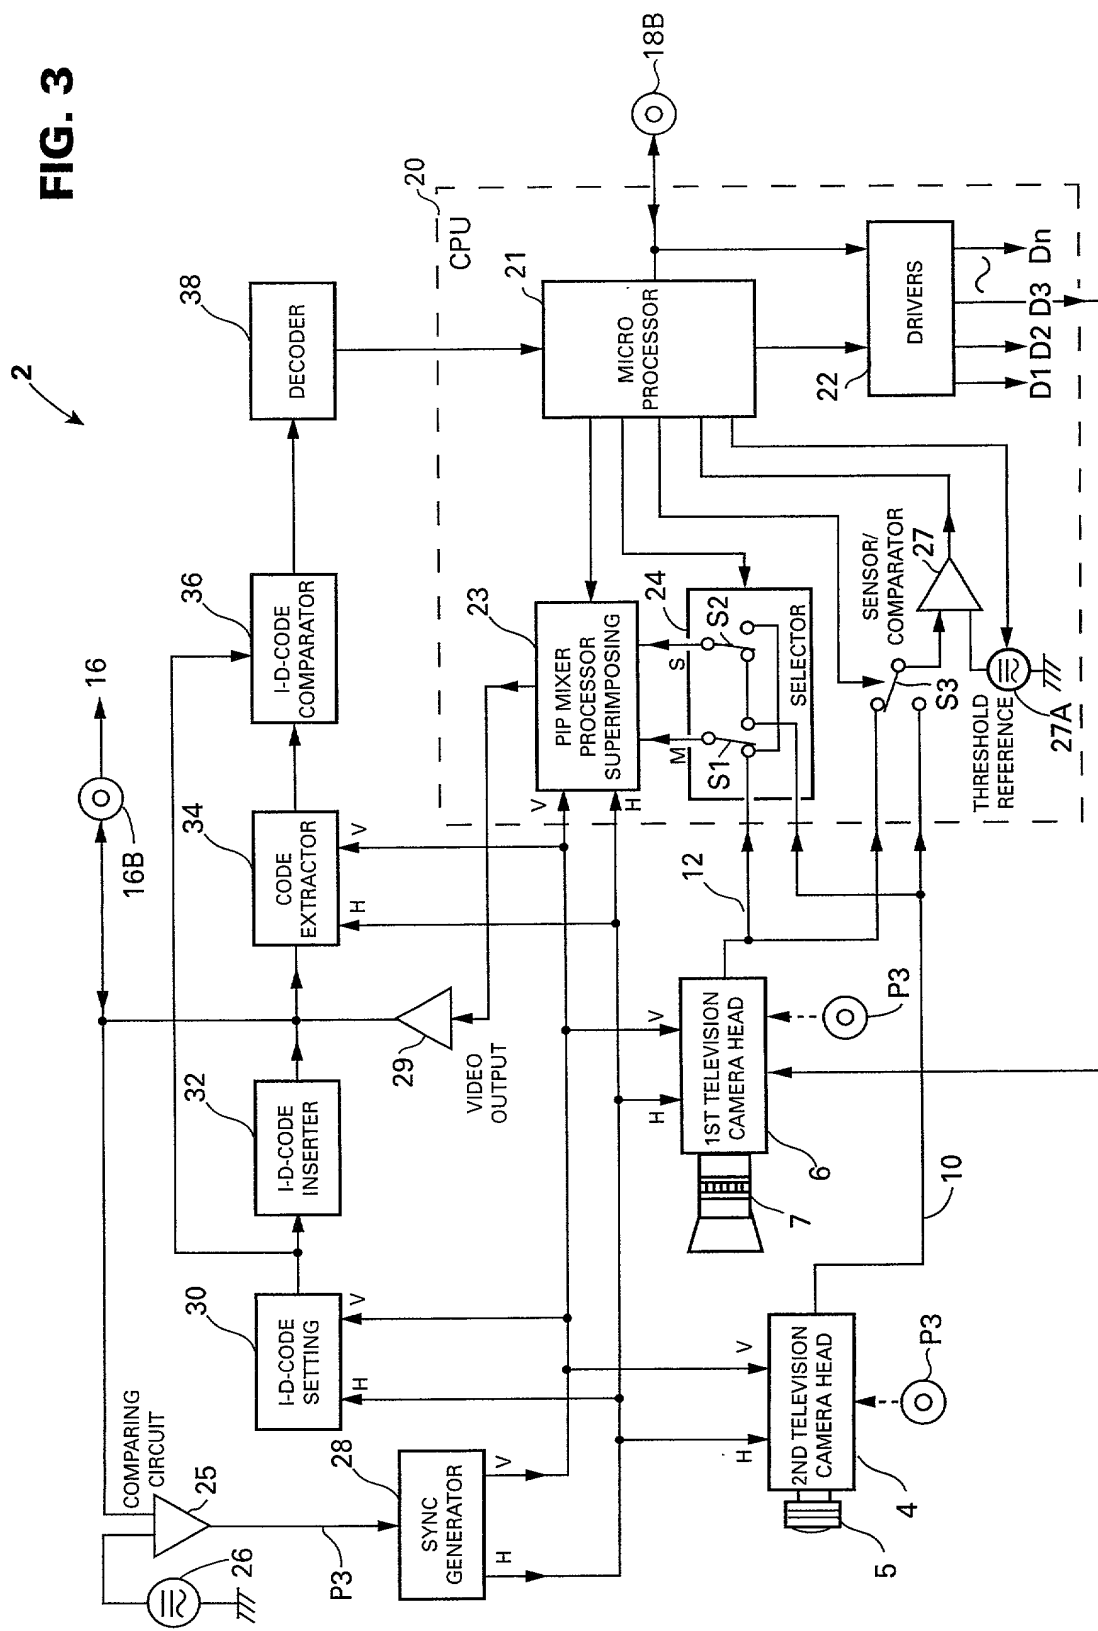 FIG. 3
2
16
16B
38
DECODER
36
I-D-CODE
COMPARATOR
34
CODE
EXTRACTOR
V
H
32
I-D-CODE
INSERTER
30
I-D-CODE
SETTING
V
H
COMPARING
CIRCUIT
25
26
P3
28
SYNC
GENERATOR
V
H
29
VIDEO
OUTPUT
18B
20
CPU
21
MICRO
PROCESSOR
22
DRIVERS
D1
D2
D3
Dn
23
PIP MIXER
PROCESSOR
SUPERIMPOSING
V
H
24
S
M
S2
S1
SELECTOR
SENSOR/
COMPARATOR
27
S3
THRESHOLD
REFERENCE
27A
12
10
1ST TELEVISION
CAMERA HEAD
V
H
P3
6
7
2ND TELEVISION
CAMERA HEAD
V
H
P3
4
5